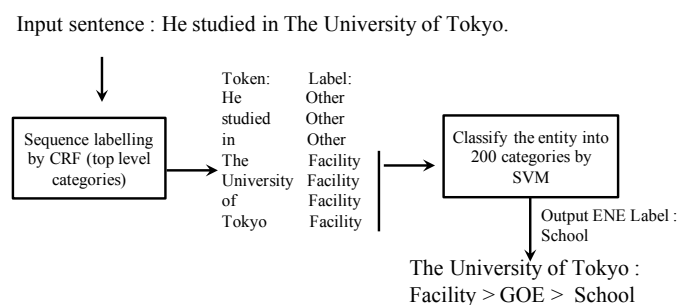 Input sentence : He studied in The University of Tokyo.
Sequence labelling
by CRF (top level
categories)
Token: Label:
He Other
studied Other
in Other
The Facility
University Facility
of Facility
Tokyo Facility
Classify the entity into
200 categories by
SVM
Output ENE Label :
School
The University of Tokyo :
Facility > GOE > School